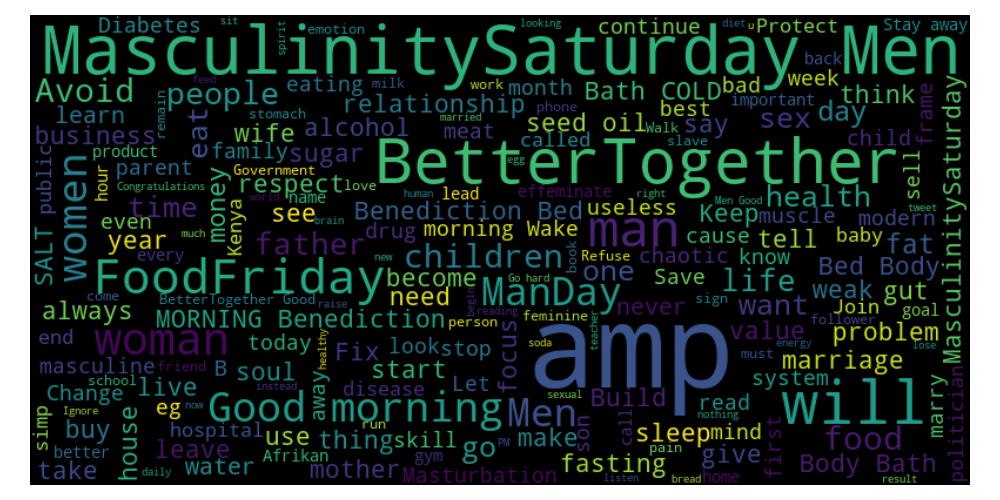 Diabetes
sit
looking
emotion
continue
diet
u
Protect
Stay away
MasculinitySaturday
Men
spirit
back
Avoid
people
eating
milk
month
work
Bath COLD
bad
week
think
feed
relationship
best
important
day
learn
remain
stomach
phone
seed oil
say
sex
business
eat
wife
alcohol
married
meat
called
Walk
slave
child
frame
public
product
family
sugar
BetterTogether
MasculinitySaturday
parent
Government
egg
sell
women
hour
Congratulations
respect
love
human
lead
effeminate
right
Men Good
health
tweet
SALT
time
money
world
name
brain
Benediction Bed
useless
Keep
muscle
modern
even
Kenya
see
drug
morning Wake
man
cause
tell
baby
fat
year
much
father
book
Refuse
chaotic
know
every
new
children
one
Save
life
Bed Body
FoodFriday
become
Go hard
ManDay
weak
gut
come
BetterTogether Good
raise
need
begin
feminine
never
sign
want
Join
goal
always
MORNING Benediction
person
reading
follower
value
problem
woman
end
today
Fix
look
stop
focus
teacher
amp
energy
must
lose
masculine
friend
healthy
soda
marriage
school
B
soul
away
start
disease
Let
system
politician
Change
live
instead
sexual
nothing
will
marry
simp
Ignore
eg
now
Good morning
Men
Build
read
buy
better
hospital
run
use
thing
skill
PM
go
make
son
call
sleep
mind
first
food
house
leave
Afrikan
gym
pain
give
take
daily
water
mother
Masturbation
listen
fasting
bread
home
Body Bath
result